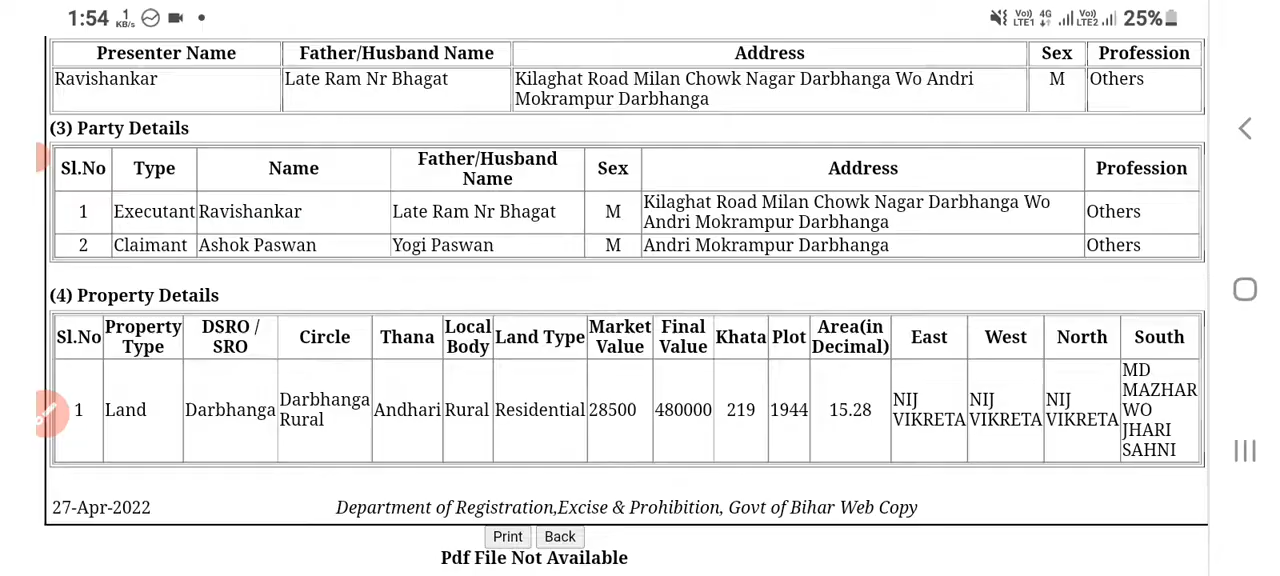 1:54 1 KB/s Vo)) LTE1 4G Vo)) LTE2 25%
Presenter Name Father/Husband Name Address Sex Profession
Ravishankar Late Ram Nr Bhagat Kilaghat Road Milan Chowk Nagar Darbhanga Wo Andri M Others
Mokrampur Darbhanga
(3) Party Details
Sl.No Type Name Father/Husband Name Sex Address Profession
1 Executant Ravishankar Late Ram Nr Bhagat M Kilaghat Road Milan Chowk Nagar Darbhanga Wo Others
Andri Mokrampur Darbhanga
2 Claimant Ashok Paswan Yogi Paswan M Andri Mokrampur Darbhanga Others
(4) Property Details
Sl.No Property Type DSRO / SRO Circle Thana Local Body Land Type Market Value Final Value Khata Plot Area(in Decimal) East West North South
1 Land Darbhanga Darbhanga Rural Andhari Rural Residential 28500 480000 219 1944 15.28 NIJ VIKRETA NIJ VIKRETA NIJ VIKRETA MD MAZHAR WO JHARI SAHNI
27-Apr-2022 Department of Registration,Excise & Prohibition, Govt of Bihar Web Copy
Print Back
Pdf File Not Available